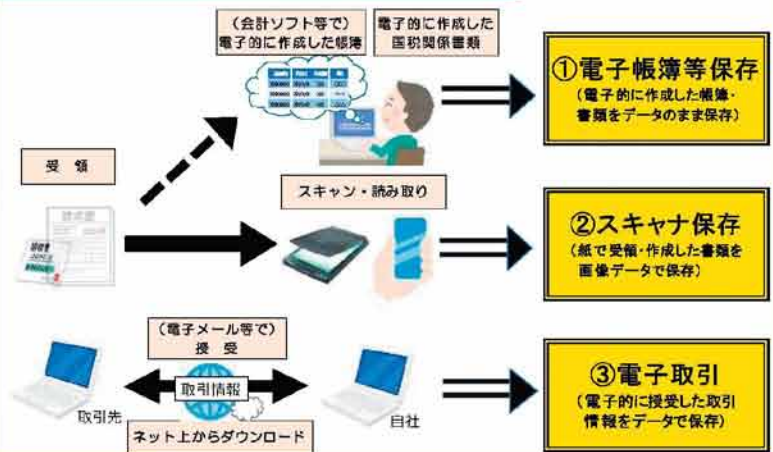 （会計ソフト等で）
電子的に作成した帳簿
電子的に作成した
国税関係書類
①電子帳簿等保存
（電子的に作成した帳簿・
書類をデータのまま保存）
受　領
請求書
領収書
スキャン・読み取り
②スキャナ保存
（紙で受領・作成した書類を
画像データで保存）
（電子メール等で）
授　受
取引情報
取引先
自社
ネット上からダウンロード
③電子取引
（電子的に授受した取引
情報をデータで保存）